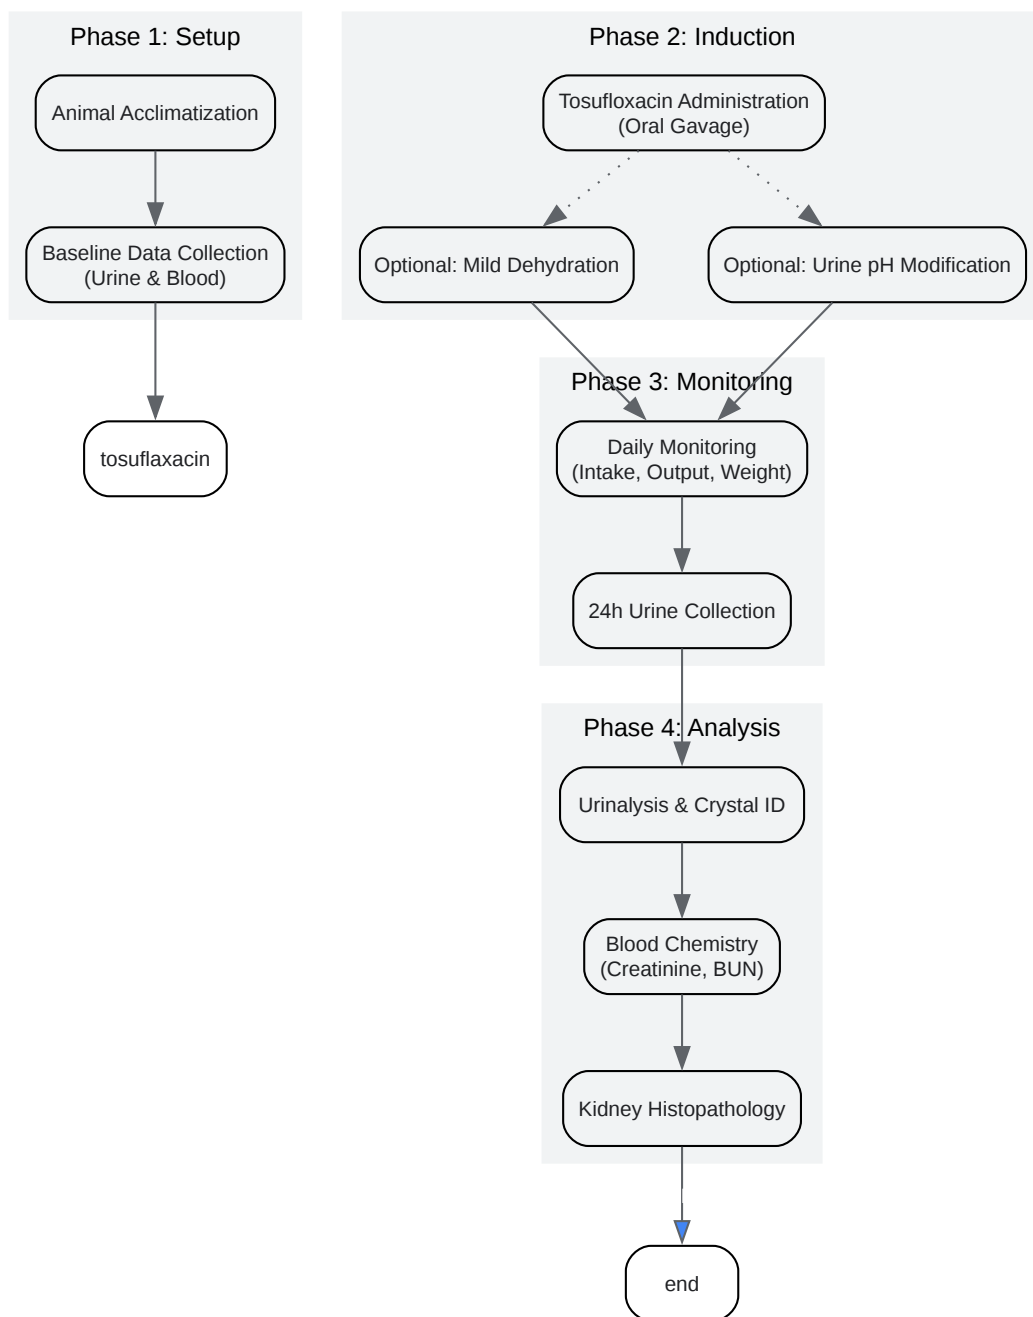 Phase 1: Setup
Animal Acclimatization
Baseline Data Collection
(Urine & Blood)
tosuflaxacin
Phase 2: Induction
Tosufloxacin Administration
(Oral Gavage)
Optional: Mild Dehydration
Optional: Urine pH Modification
Phase 3: Monitoring
Daily Monitoring
(Intake, Output, Weight)
24h Urine Collection
Phase 4: Analysis
Urinalysis & Crystal ID
Blood Chemistry
(Creatinine, BUN)
Kidney Histopathology
end